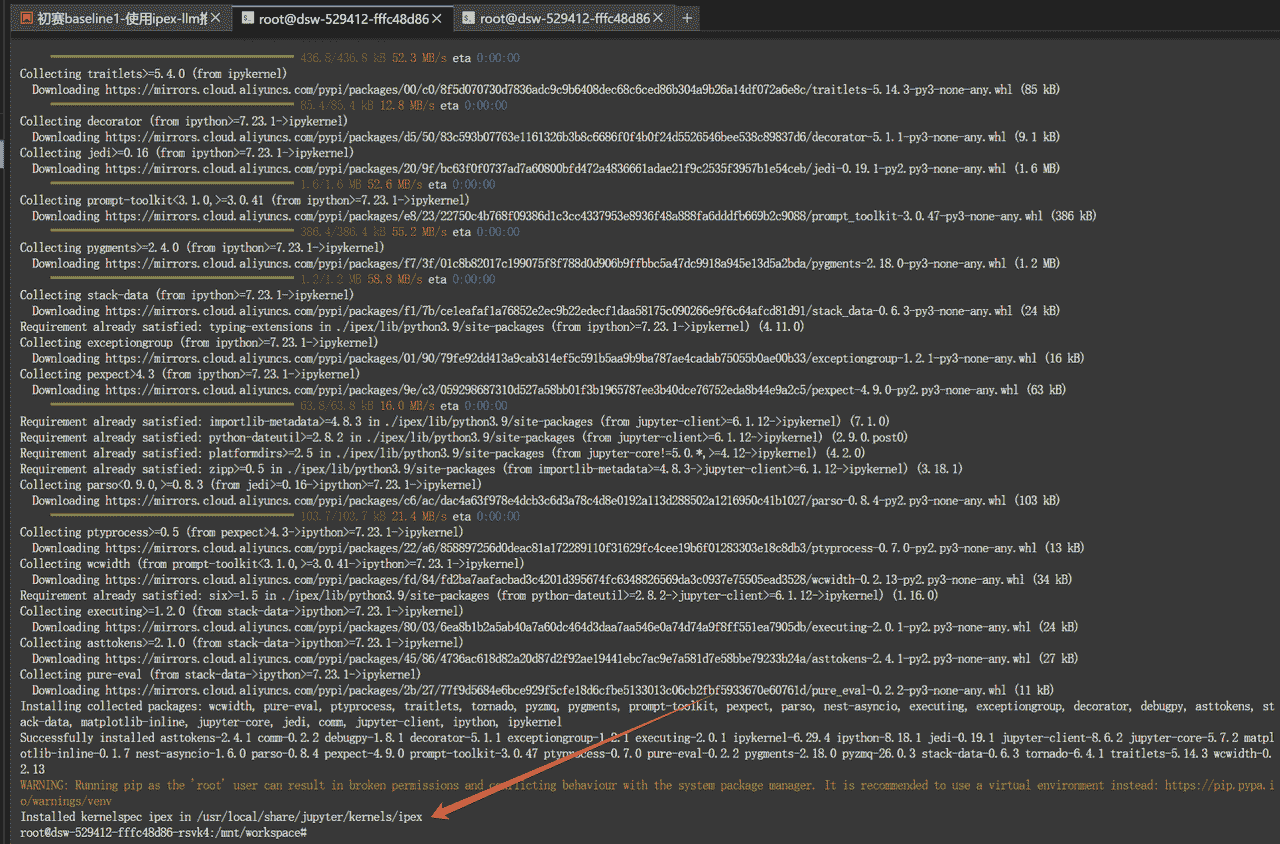 初赛baseline1-使用ipex-llm推
root@dsw-529412-fffc48d86
root@dsw-529412-fffc48d86
436.8/436.8 kB 52.3 MB/s eta 0:00:00
Collecting traitlets>=5.4.0 (from ipykernel)
Downloading https://mirrors.cloud.aliyuncs.com/pypi/packages/00/c0/8f5d070730d7836adc9c9b6408dec68c6ced86b304a9b26a14df072a6e8c/traitlets-5.14.3-py3-none-any.whl (85 kB)
85.4/85.4 kB 12.8 MB/s eta 0:00:00
Collecting decorator (from ipython>=7.23.1->ipykernel)
Downloading https://mirrors.cloud.aliyuncs.com/pypi/packages/d5/50/83c593b07763e1161326b3b8c6686f0f4b0f24d5526546bee538c89837d6/decorator-5.1.1-py3-none-any.whl (9.1 kB)
Collecting jedi>=0.16 (from ipython>=7.23.1->ipykernel)
Downloading https://mirrors.cloud.aliyuncs.com/pypi/packages/20/9f/bc63f0f0737ad7a60800bfd472a4836661adae21f9c2535f3957b1e54ceb/jedi-0.19.1-py2.py3-none-any.whl (1.6 MB)
1.6/1.6 MB 52.6 MB/s eta 0:00:00
Collecting prompt-toolkit<3.1.0,>=3.0.41 (from ipython>=7.23.1->ipykernel)
Downloading https://mirrors.cloud.aliyuncs.com/pypi/packages/e8/23/22750c4b768f09386d1c3cc4337953e8936f48a888fa6dddfb669b2c9088/prompt_toolkit-3.0.47-py3-none-any.whl (386 kB)
386.4/386.4 kB 55.2 MB/s eta 0:00:00
Collecting pygments>=2.4.0 (from ipython>=7.23.1->ipykernel)
Downloading https://mirrors.cloud.aliyuncs.com/pypi/packages/f7/3f/01c8b82017c199075f8f788d0d906b9ffbbc5a47dc9918a945e13d5a2bda/pygments-2.18.0-py3-none-any.whl (1.2 MB)
1.2/1.2 MB 58.8 MB/s eta 0:00:00
Collecting stack-data (from ipython>=7.23.1->ipykernel)
Downloading https://mirrors.cloud.aliyuncs.com/pypi/packages/f1/7b/ce1eafaf1a76852e2ec9b22edecf1daa58175c090266e9f6c64afcd81d91/stack_data-0.6.3-py3-none-any.whl (24 kB)
Requirement already satisfied: typing-extensions in ./ipex/lib/python3.9/site-packages (from ipython>=7.23.1->ipykernel) (4.11.0)
Collecting exceptiongroup (from ipython>=7.23.1->ipykernel)
Downloading https://mirrors.cloud.aliyuncs.com/pypi/packages/01/90/79fe92dd413a9cab314ef5c591b5aa9b9ba787ae4cadab75055b0ae00b33/exceptiongroup-1.2.1-py3-none-any.whl (16 kB)
Collecting pexpect>4.3 (from ipython>=7.23.1->ipykernel)
Downloading https://mirrors.cloud.aliyuncs.com/pypi/packages/9e/c3/059298687310d527a58bb01f3b1965787ee3b40dce76752eda8b44e9a2c5/pexpect-4.9.0-py2.py3-none-any.whl (63 kB)
63.8/63.8 kB 16.0 MB/s eta 0:00:00
Requirement already satisfied: importlib-metadata>=4.8.3 in ./ipex/lib/python3.9/site-packages (from jupyter-client>=6.1.12->ipykernel) (7.1.0)
Requirement already satisfied: python-dateutil>=2.8.2 in ./ipex/lib/python3.9/site-packages (from jupyter-client>=6.1.12->ipykernel) (2.9.0.post0)
Requirement already satisfied: platformdirs>=2.5 in ./ipex/lib/python3.9/site-packages (from jupyter-core!=5.0.*,>=4.12->ipykernel) (4.2.0)
Requirement already satisfied: zipp>=0.5 in ./ipex/lib/python3.9/site-packages (from importlib-metadata>=4.8.3->jupyter-client>=6.1.12->ipykernel) (3.18.1)
Collecting parso<0.9.0,>=0.8.3 (from jedi>=0.16->ipython>=7.23.1->ipykernel)
Downloading https://mirrors.cloud.aliyuncs.com/pypi/packages/c6/ac/dac4a63f978e4dcb3c6d3a78c4d8e0192a113d288502a1216950c41b1027/parso-0.8.4-py2.py3-none-any.whl (103 kB)
103.7/103.7 kB 21.4 MB/s eta 0:00:00
Collecting ptyprocess>=0.5 (from pexpect>4.3->ipython>=7.23.1->ipykernel)
Downloading https://mirrors.cloud.aliyuncs.com/pypi/packages/22/a6/858897256d0deac81a172289110f31629fc4cee19b6f01283303e18c8db3/ptyprocess-0.7.0-py2.py3-none-any.whl (13 kB)
Collecting wcwidth (from prompt-toolkit<3.1.0,>=3.0.41->ipython>=7.23.1->ipykernel)
Downloading https://mirrors.cloud.aliyuncs.com/pypi/packages/fd/84/fd2ba7aafacbad3c4201d395674fc6348826569da3c0937e75505ead3528/wcwidth-0.2.13-py2.py3-none-any.whl (34 kB)
Requirement already satisfied: six>=1.5 in ./ipex/lib/python3.9/site-packages (from python-dateutil>=2.8.2->jupyter-client>=6.1.12->ipykernel) (1.16.0)
Collecting executing>=1.2.0 (from stack-data->ipython>=7.23.1->ipykernel)
Downloading https://mirrors.cloud.aliyuncs.com/pypi/packages/80/03/6ea8b1b2a5ab40a7a60dc464d3daa7aa546e0a74d74a9f8ff551ea7905db/executing-2.0.1-py2.py3-none-any.whl (24 kB)
Collecting asttokens>=2.1.0 (from stack-data->ipython>=7.23.1->ipykernel)
Downloading https://mirrors.cloud.aliyuncs.com/pypi/packages/45/86/4736ac618d82a20d87d2f92ae19441ebc7ac9e7a581d7e58bbe79233b24a/asttokens-2.4.1-py2.py3-none-any.whl (27 kB)
Collecting pure-eval (from stack-data->ipython>=7.23.1->ipykernel)
Downloading https://mirrors.cloud.aliyuncs.com/pypi/packages/2b/27/77f9d5684e6bce929f5cfe18d6cfbe5133013c06cb2fbf5933670e60761d/pure_eval-0.2.2-py3-none-any.whl (11 kB)
Installing collected packages: wcwidth, pure-eval, ptyprocess, traitlets, tornado, pyzmq, pygments, prompt-toolkit, pexpect, parso, nest-asyncio, executing, exceptiongroup, decorator, debugpy, asttokens, st
ack-data, matplotlib-inline, jupyter-core, jedi, comm, jupyter-client, ipython, ipykernel
Successfully installed asttokens-2.4.1 comm-0.2.2 debugpy-1.8.1 decorator-5.1.1 exceptiongroup-1.2.1 executing-2.0.1 ipykernel-6.29.4 ipython-8.18.1 jedi-0.19.1 jupyter-client-8.6.2 jupyter-core-5.7.2 matpl
otlib-inline-0.1.7 nest-asyncio-1.6.0 parso-0.8.4 pexpect-4.9.0 prompt-toolkit-3.0.47 ptyprocess-0.7.0 pure-eval-0.2.2 pygments-2.18.0 pyzmq-26.0.3 stack-data-0.6.3 tornado-6.4.1 traitlets-5.14.3 wcwidth-0.
2.13
WARNING: Running pip as the 'root' user can result in broken permissions and conflicting behaviour with the system package manager. It is recommended to use a virtual environment instead: https://pip.pypa.i
o/warnings/venv
Installed kernelspec ipex in /usr/local/share/jupyter/kernels/ipex
root@dsw-529412-fffc48d86-rsvk4:/mnt/workspace#